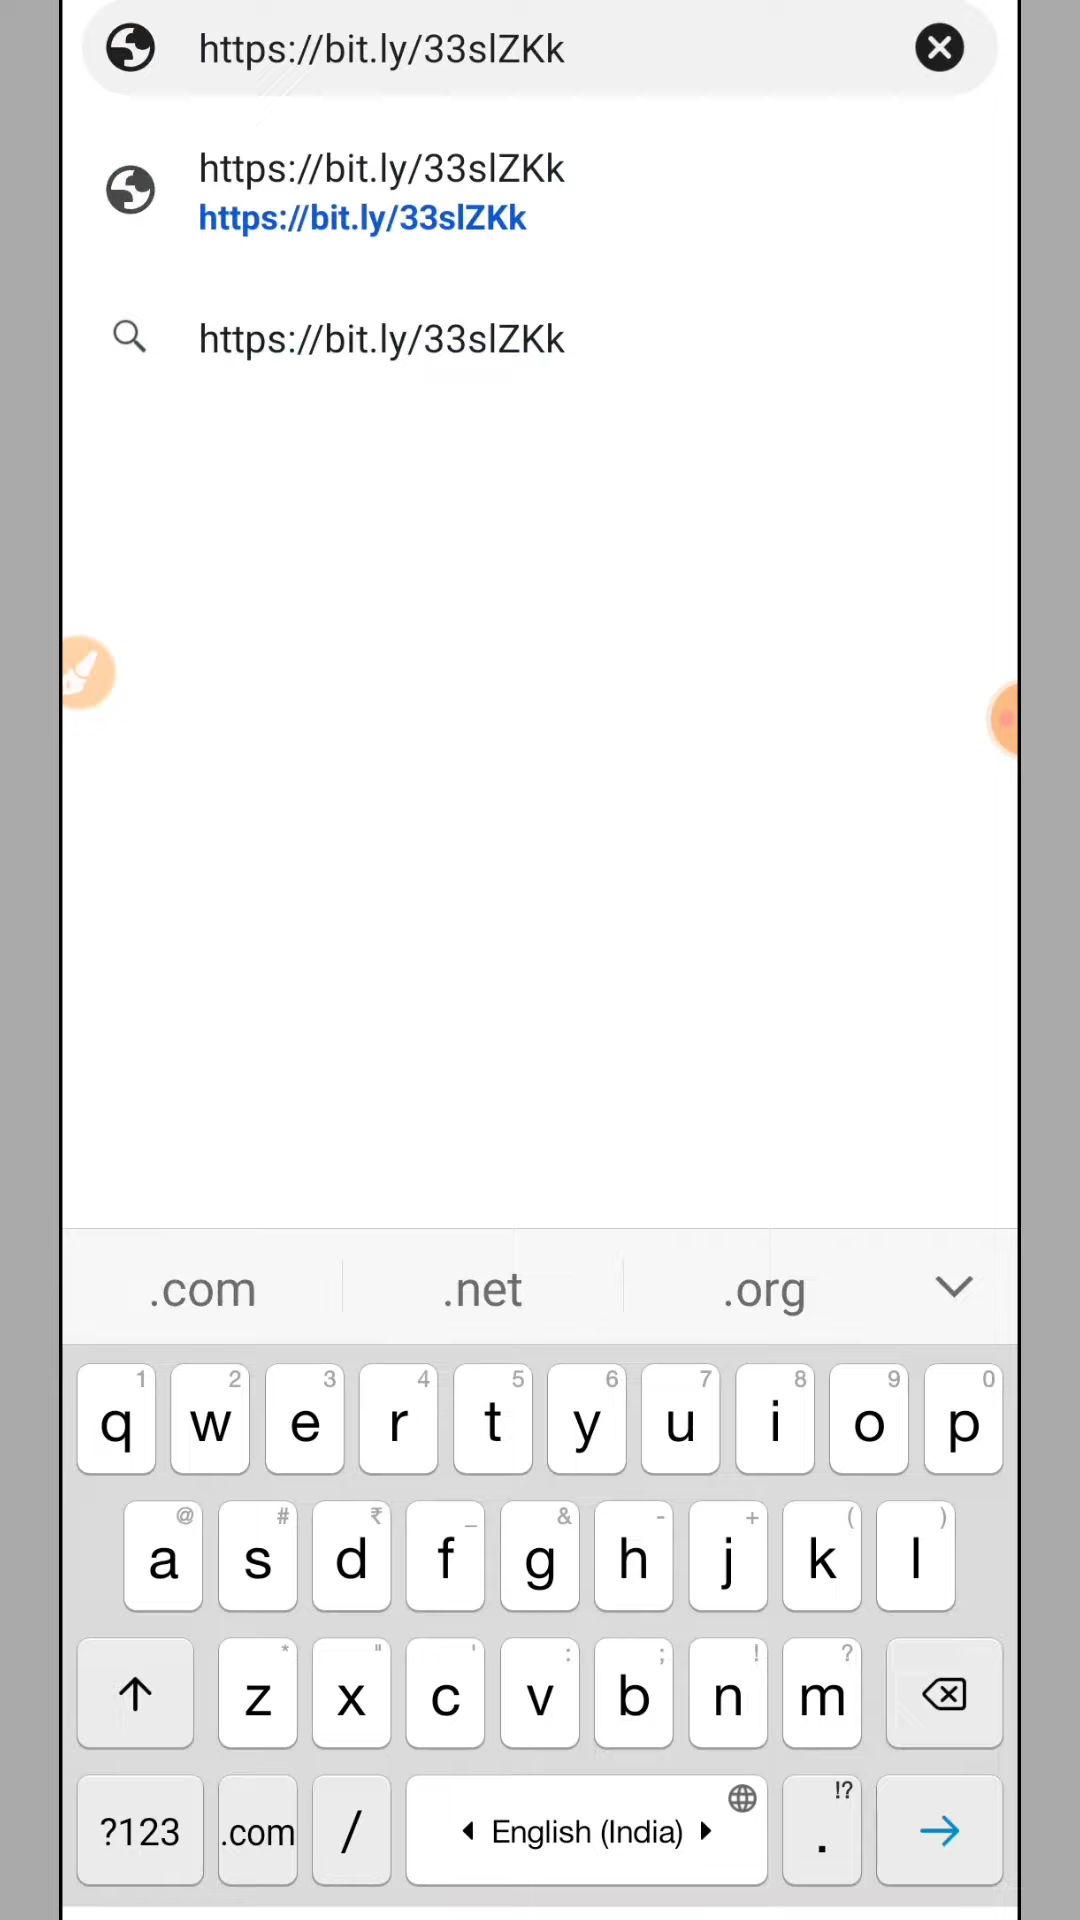 https://bit.ly/33slZKk
https://bit.ly/33slZKk
https://bit.ly/33slZKk
https://bit.ly/33slZKk
.com .net .org
1 2 3 4 5 6 7 8 9 0
q w e r t y u i o p
@ # ₹ _ & - + ( )
a s d f g h j k l
* " ' : ; ! ?
z x c v b n m
!?
?123 .com / English (India) .